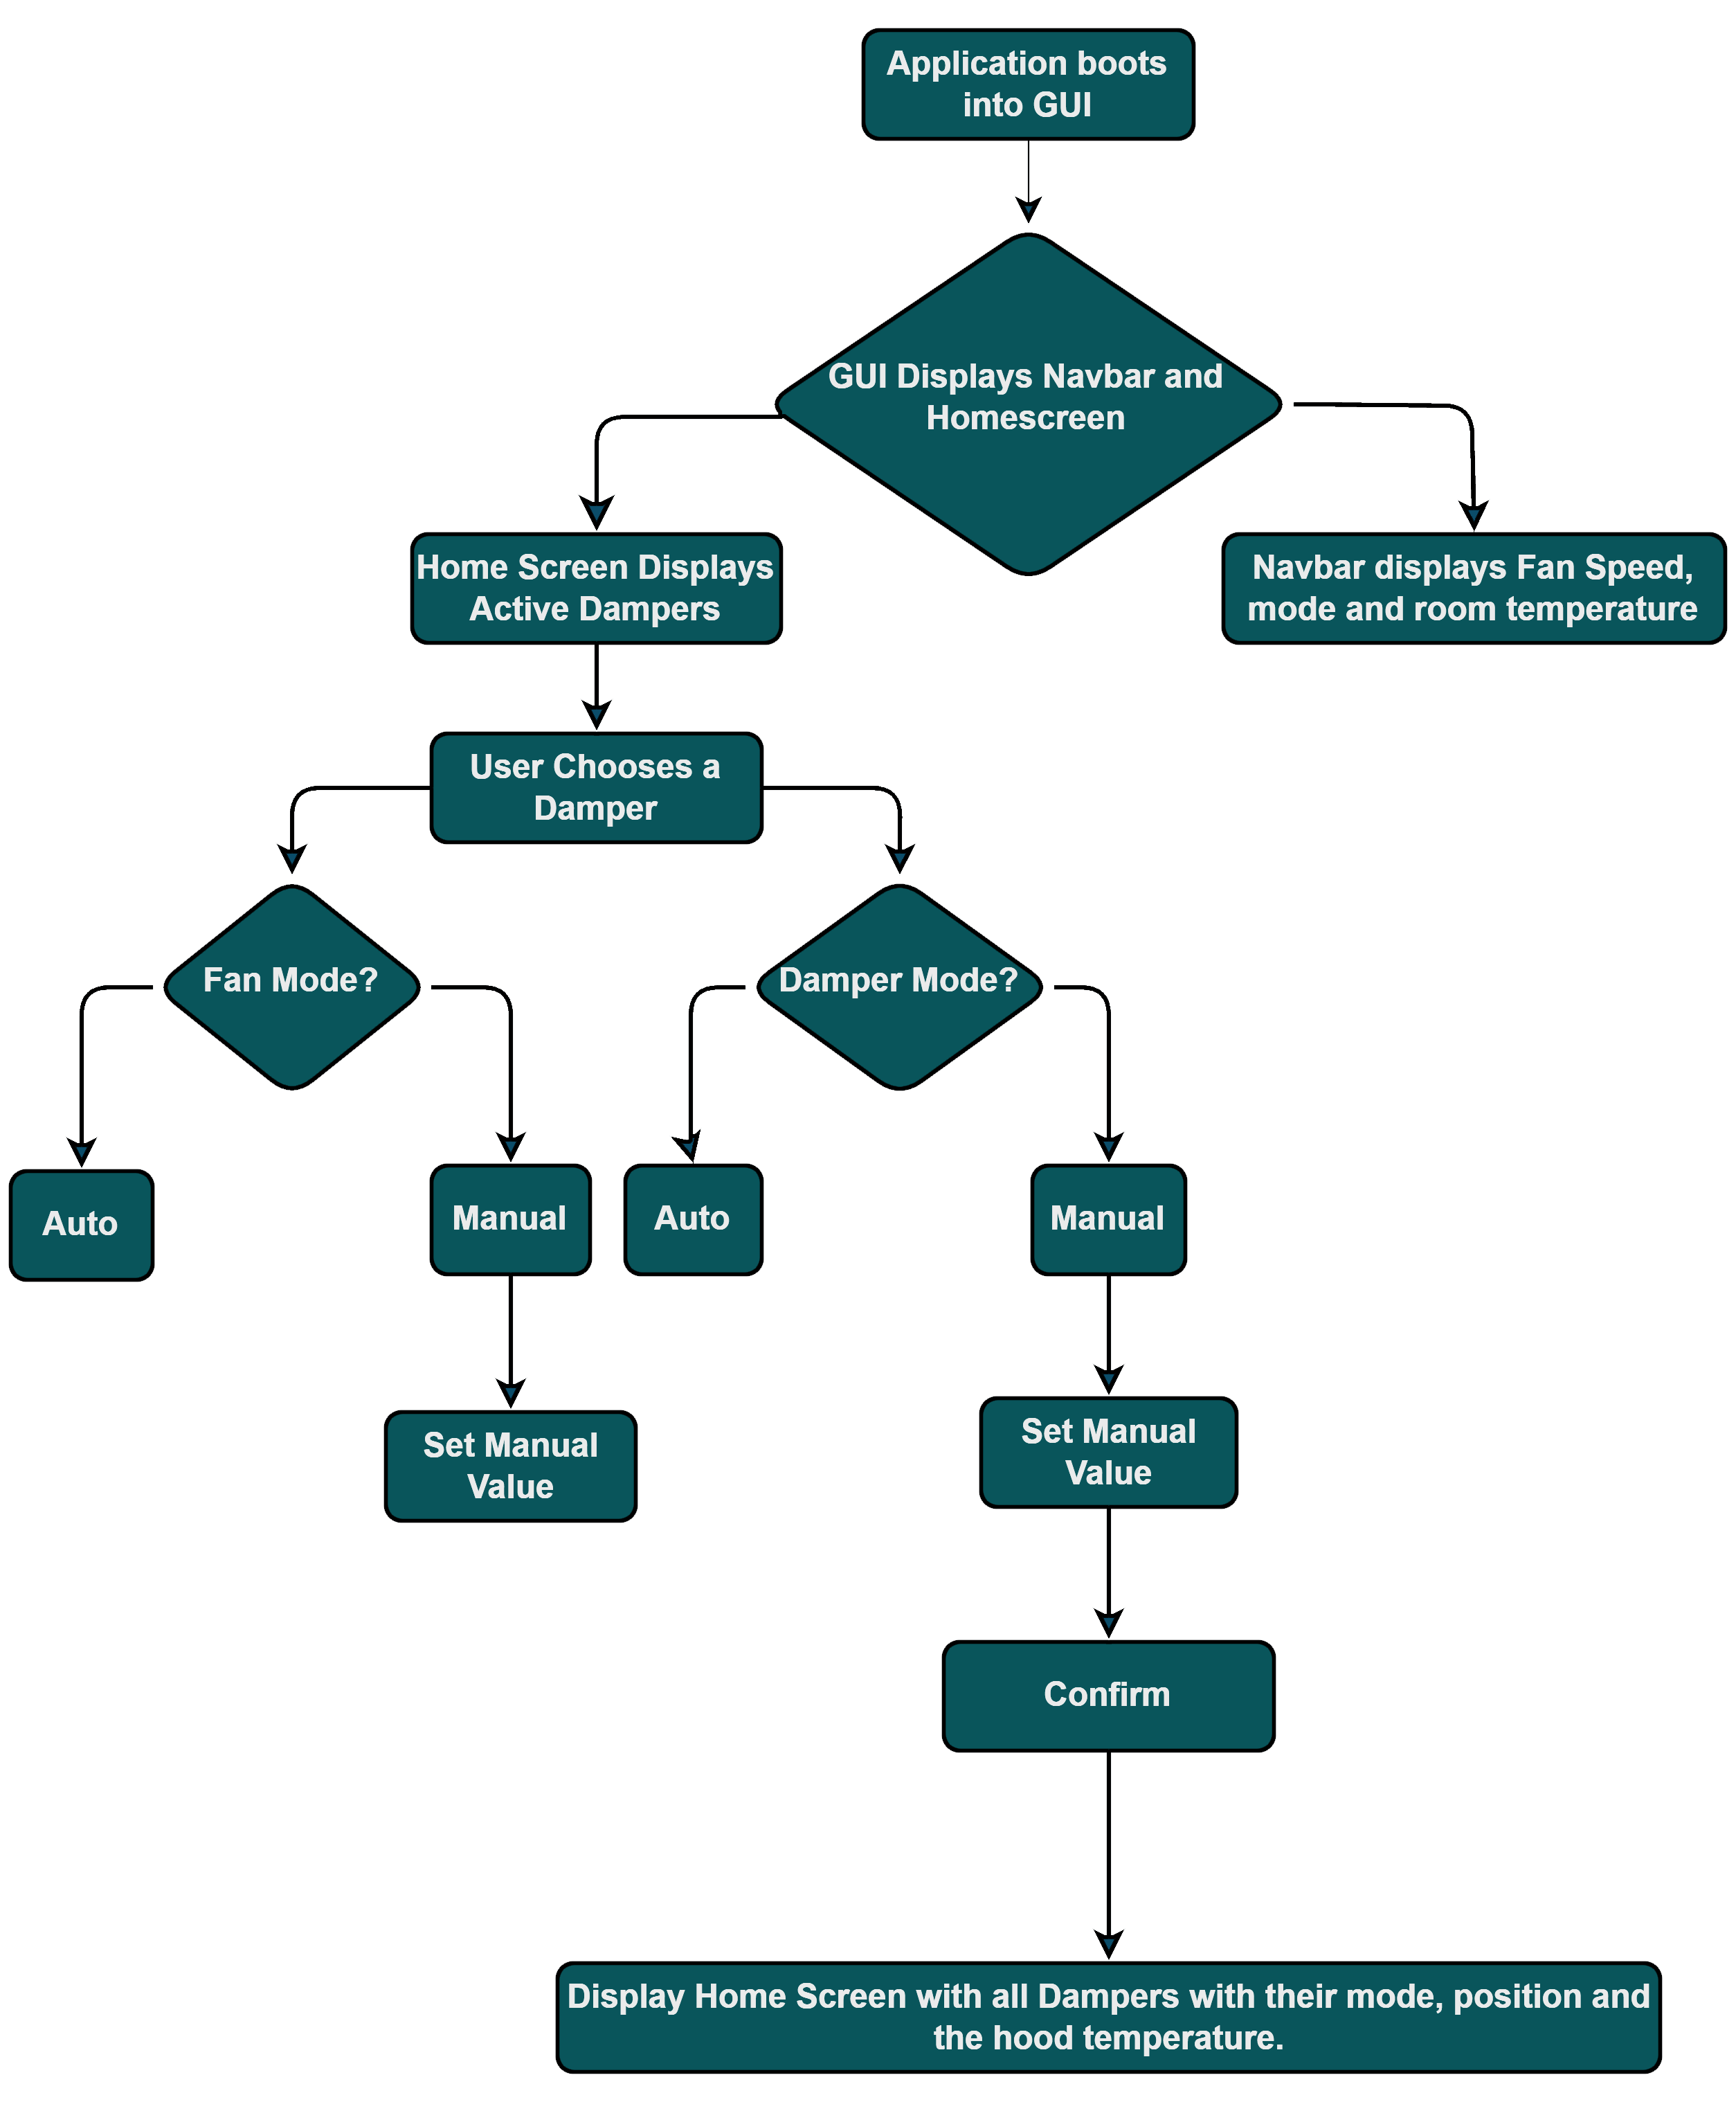 Application boots
into GUI
GUI Displays Navbar and
Homescreen
Home Screen Displays
Active Dampers
Navbar displays Fan Speed,
mode and room temperature
User Chooses a
Damper
Fan Mode?
Damper Mode?
Auto
Manual
Auto
Manual
Set Manual
Value
Set Manual
Value
Confirm
Display Home Screen with all Dampers with their mode, position and
the hood temperature.